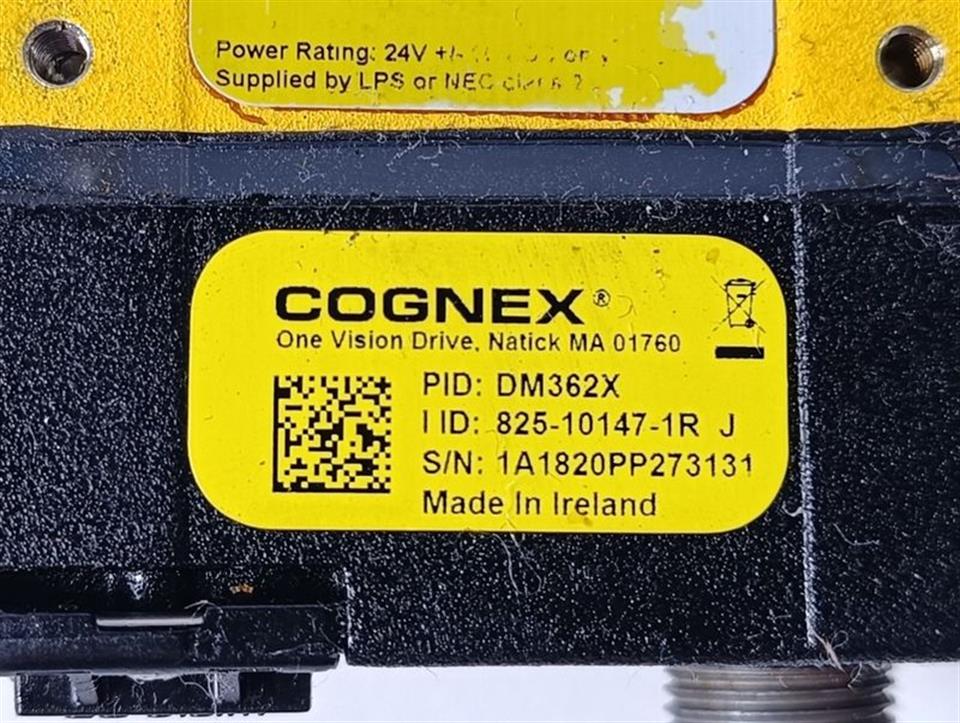 Power Rating: 24V
Supplied by LPS or NEC
COGNEX®
One Vision Drive, Natick MA 01760
PID: DM362X
I ID: 825-10147-1R J
S/N: 1A1820PP273131
Made In Ireland